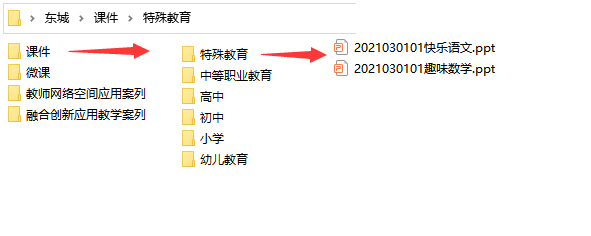 东城 > 课件 > 特殊教育
课件
微课
教师网络空间应用案列
融合创新应用教学案列
特殊教育
中等职业教育
高中
初中
小学
幼儿教育
2021030101快乐语文.ppt
2021030101趣味数学.ppt